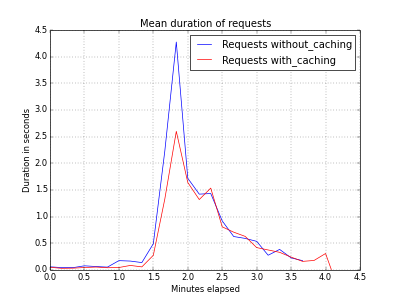 Mean duration of requests
4.5
4.0
3.5
3.0
2.5
2.0
1.5
1.0
0.5
0.0
Duration in seconds
Requests without_caching
Requests with_caching
0.0 0.5 1.0 1.5 2.0 2.5 3.0 3.5 4.0 4.5
Minutes elapsed